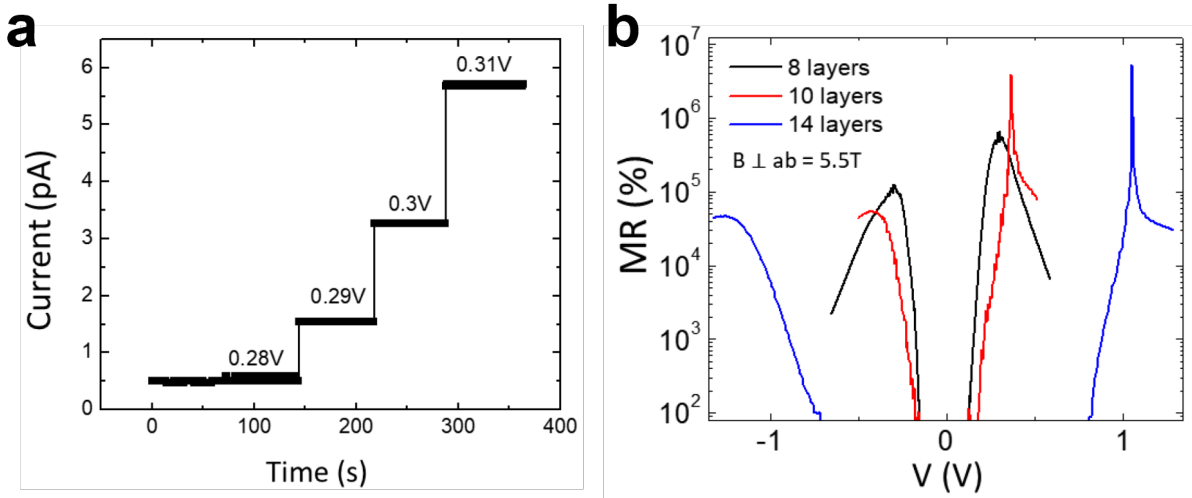 a
6
5
4
3
2
1
0
0.28V
0.29V
0.3V
0.31V
0 100 200 300 400
Current (pA)
Time (s)
b
10^7
10^6
10^5
10^4
10^3
10^2
8 layers
10 layers
14 layers
B ⊥ ab = 5.5T
-1 0 1
MR (%)
V (V)